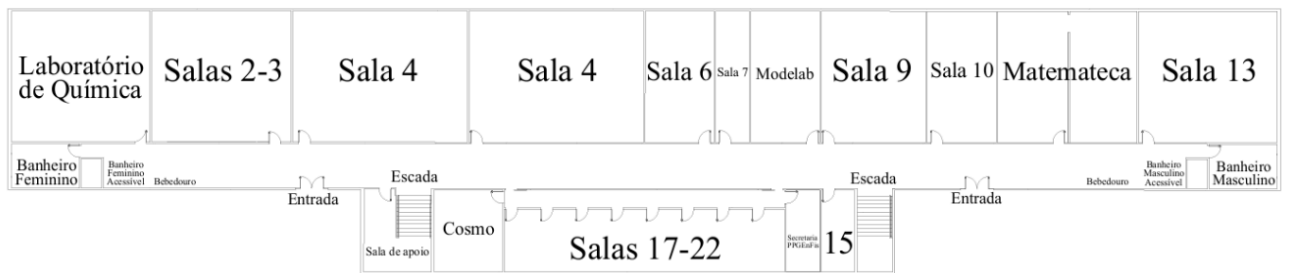 Laboratório
de Química
Salas 2-3
Sala 4
Sala 4
Sala 6
Sala 7
Modelab
Sala 9
Sala 10
Matemateca
Sala 13
Banheiro
Feminino
Banheiro
Feminino
Acessível
Bebedouro
Entrada
Escada
Escada
Entrada
Bebedouro
Banheiro
Masculino
Acessível
Banheiro
Masculino
Sala de apoio
Cosmo
Salas 17-22
Secretaria
PPGEnFis
15